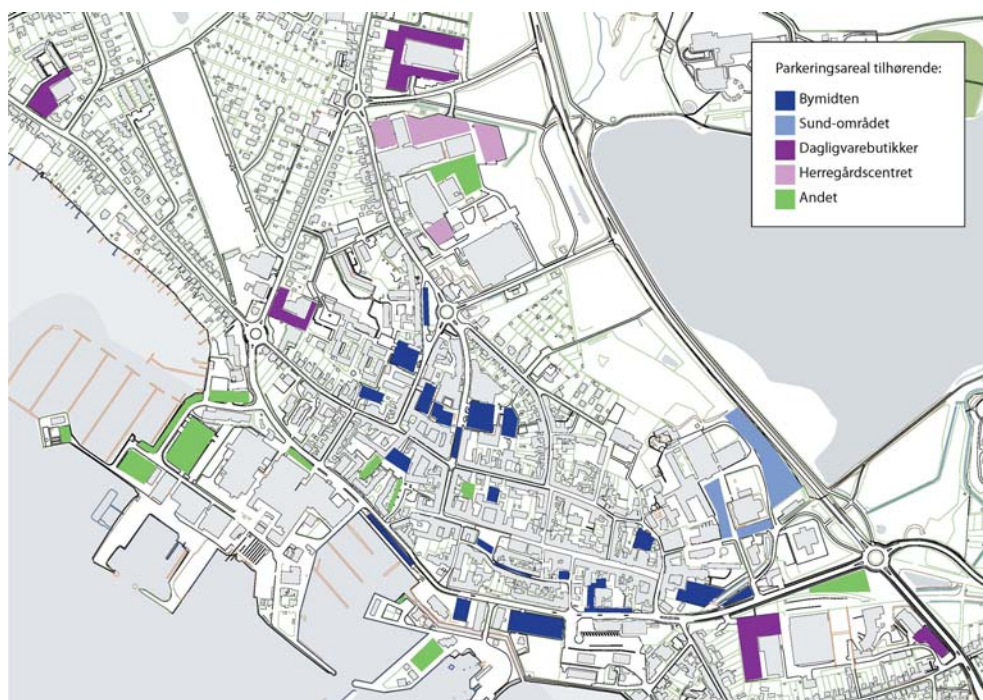 Parkeringsareal tilhørende:
Bymidten
Sund-området
Dagligvarebutikker
Herregårdscentret
Andet